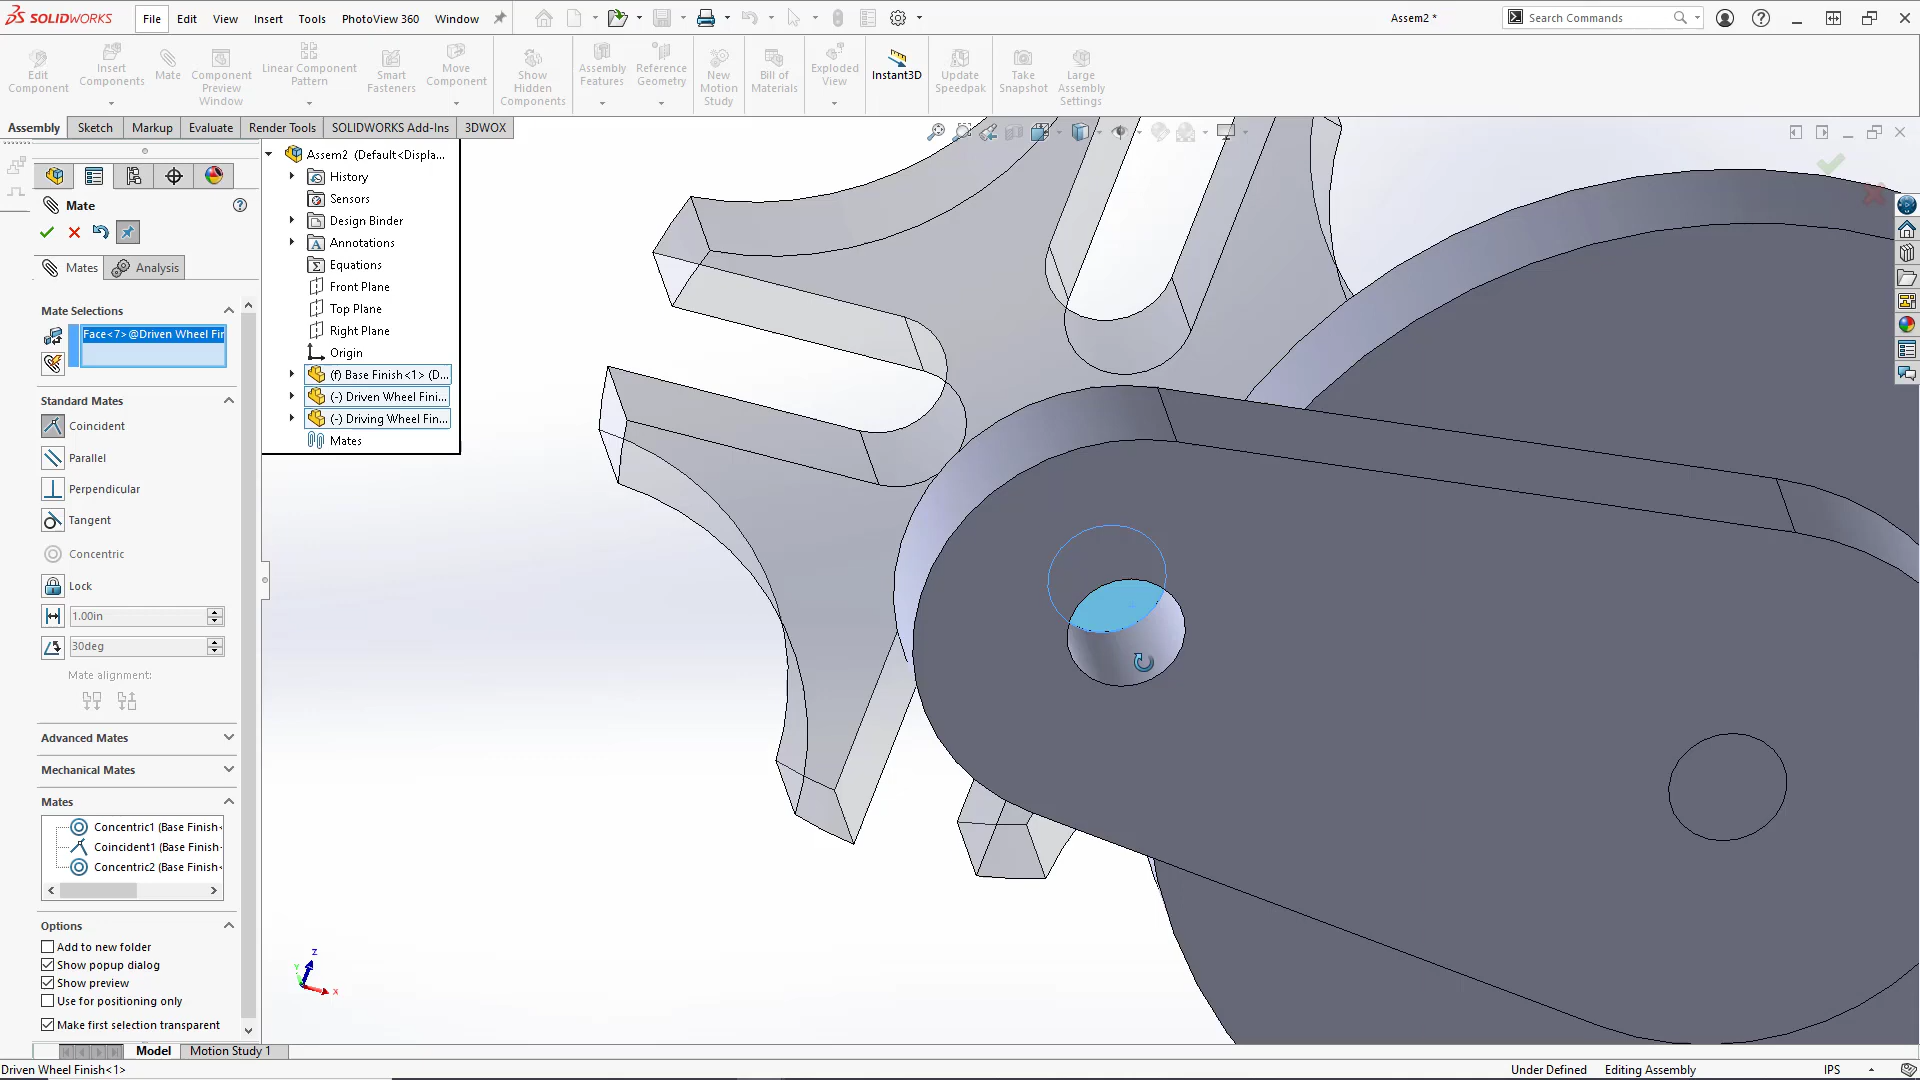 SOLIDWORKS File Edit View Insert Tools PhotoView 360 Window Assem2 * Search Commands
Edit Component
Insert Components
Mate
Component Preview Window
Linear Component Pattern
Smart Fasteners
Move Component
Show Hidden Components
Assembly Features
Reference Geometry
New Motion Study
Bill of Materials
Exploded View
Instant3D
Update Speedpak
Take Snapshot
Large Assembly Settings
Assembly Sketch Markup Evaluate Render Tools SOLIDWORKS Add-Ins 3DWOX
Mate
Mates Analysis
Mate Selections
Face<7>@Driven Wheel Fin
Standard Mates
Coincident
Parallel
Perpendicular
Tangent
Concentric
Lock
1.00in
30deg
Mate alignment:
Advanced Mates
Mechanical Mates
Mates
Concentric1 (Base Finish<
Coincident1 (Base Finish
Concentric2 (Base Finish<
Options
Add to new folder
Show popup dialog
Show preview
Use for positioning only
Make first selection transparent
Assem2 (Default<Displa...
History
Sensors
Design Binder
Annotations
Equations
Front Plane
Top Plane
Right Plane
Origin
(f) Base Finish<1> (D...
(-) Driven Wheel Fini...
(-) Driving Wheel Fin...
Mates
Z
Y
X
Model Motion Study 1
Driven Wheel Finish<1> Under Defined Editing Assembly IPS